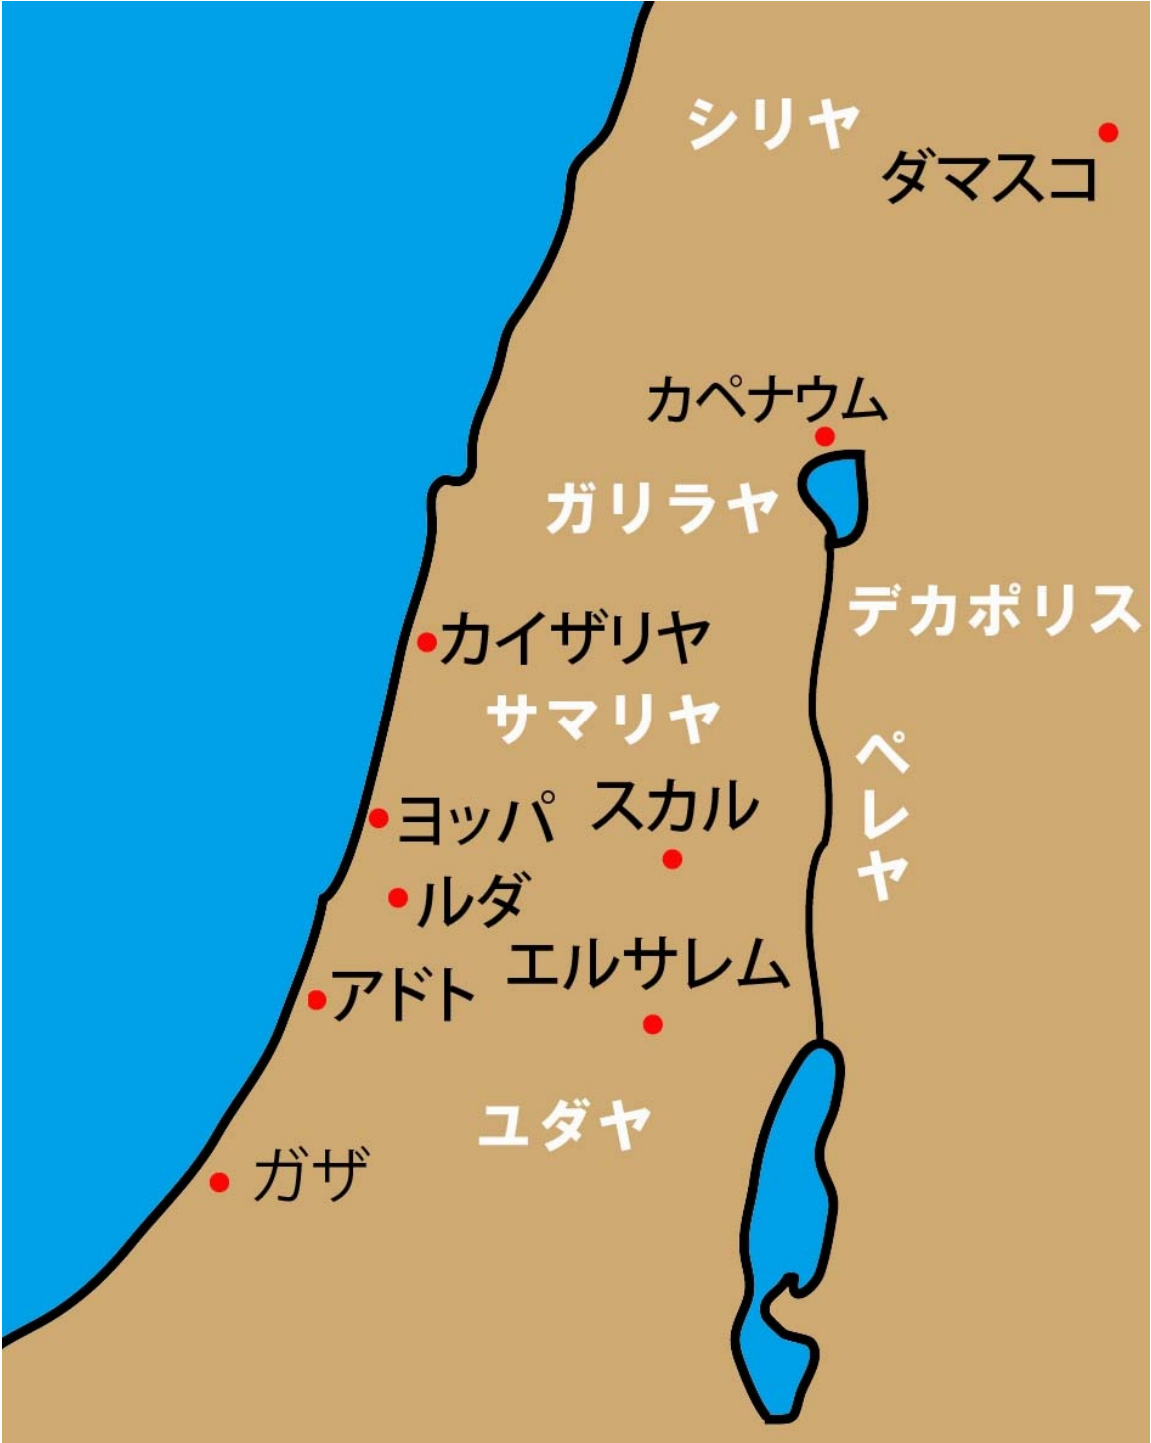 シリヤ
ダマスコ
カペナウム
ガリラヤ
デカポリス
カイザリヤ
サマリヤ
ペレヤ
スカル
ヨッパ
ルダ
エルサレム
アドト
ユダヤ
ガザ